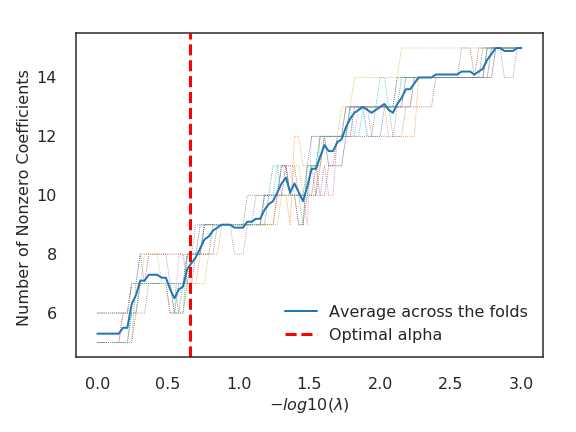 Number of Nonzero Coefficients
14
12
10
8
6
Average across the folds
Optimal alpha
0.0 0.5 1.0 1.5 2.0 2.5 3.0
−log10(λ)